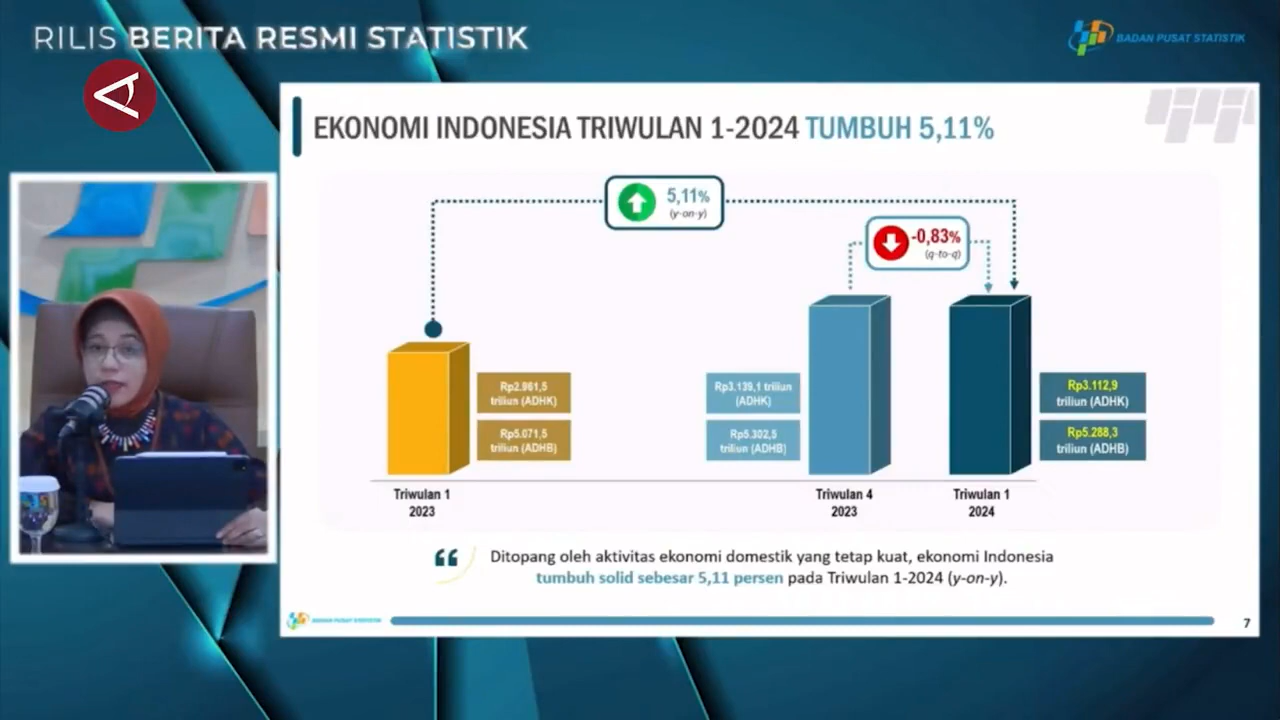 RILIS BERITA RESMI STATISTIK
BADAN PUSAT STATISTIK
EKONOMI INDONESIA TRIWULAN 1-2024 TUMBUH 5,11%
5,11%
(y-on-y)
-0,83%
(q-to-q)
Rp2.961,5
triliun (ADHK)
Rp5.071,5
triliun (ADHB)
Rp3.139,1 triliun
(ADHK)
Rp5.302,5
triliun (ADHB)
Rp3.112,9
triliun (ADHK)
Rp5.288,3
triliun (ADHB)
Triwulan 1
2023
Triwulan 4
2023
Triwulan 1
2024
Ditopang oleh aktivitas ekonomi domestik yang tetap kuat, ekonomi Indonesia
tumbuh solid sebesar 5,11 persen pada Triwulan 1-2024 (y-on-y).
BADAN PUSAT STATISTIK
7